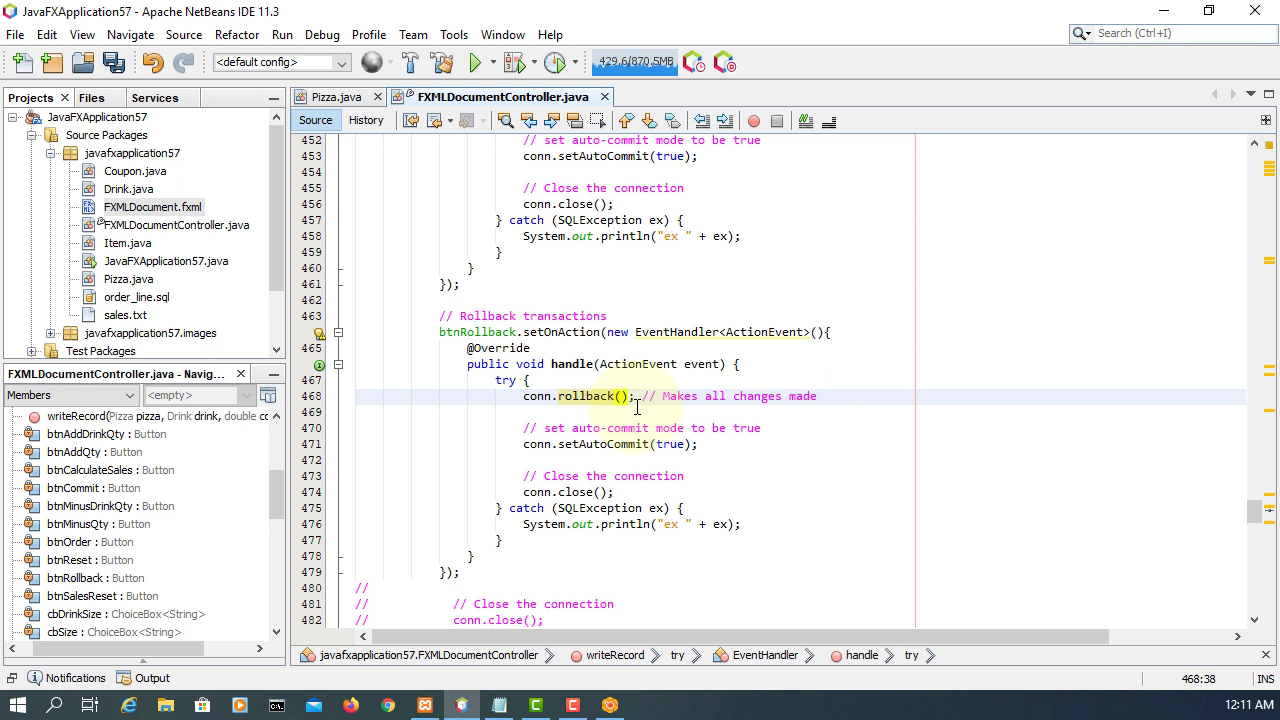 JavaFXApplication57 - Apache NetBeans IDE 11.3
File Edit View Navigate Source Refactor Run Debug Profile Team Tools Window Help
Search (Ctrl+I)
<default config>
429.6/870.5MB
Projects
Files
Services
JavaFXApplication57
Source Packages
javafxapplication57
Coupon.java
Drink.java
FXMLDocument.fxml
FXMLDocumentController.java
Item.java
JavaFXApplication57.java
Pizza.java
order_line.sql
sales.txt
javafxapplication57.images
Test Packages
FXMLDocumentController.java - Navig...
Members
<empty>
writeRecord(Pizza pizza, Drink drink, double co
btnAddDrinkQty : Button
btnAddQty : Button
btnCalculateSales : Button
btnCommit : Button
btnMinusDrinkQty : Button
btnMinusQty : Button
btnOrder : Button
btnReset : Button
btnRollback : Button
btnSalesReset : Button
cbDrinkSize : ChoiceBox<String>
cbSize : ChoiceBox<String>
Pizza.java
FXMLDocumentController.java
Source
History
452 // set auto-commit mode to be true
453 conn.setAutoCommit(true);
454
455 // Close the connection
456 conn.close();
457 } catch (SQLException ex) {
458 System.out.println("ex " + ex);
459 }
460 }
461 });
462
463 // Rollback transactions
btnRollback.setOnAction(new EventHandler<ActionEvent>(){
465 @Override
public void handle(ActionEvent event) {
467 try {
468 conn.rollback(); // Makes all changes made
469
470 // set auto-commit mode to be true
471 conn.setAutoCommit(true);
472
473 // Close the connection
474 conn.close();
475 } catch (SQLException ex) {
476 System.out.println("ex " + ex);
477 }
478 }
479 });
480 //
481 // // Close the connection
482 // conn.close();
javafxapplication57.FXMLDocumentController
writeRecord
try
EventHandler
handle
try
Notifications
Output
468:38
INS
12:11 AM